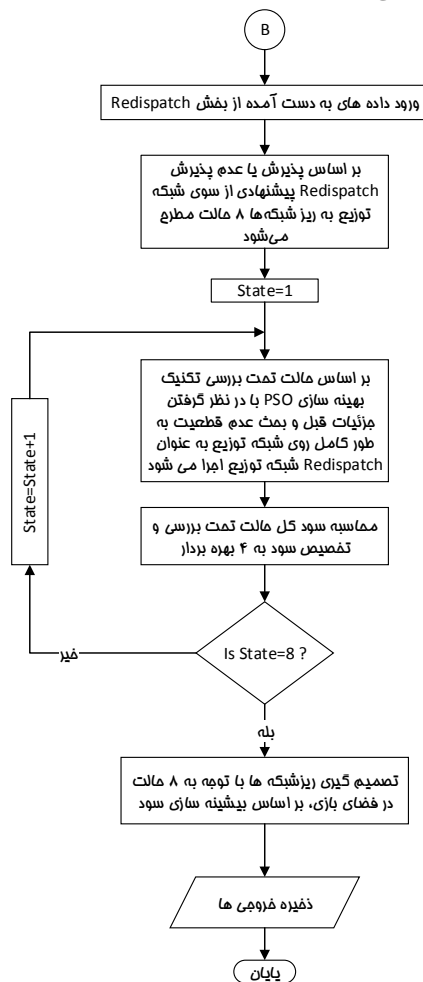 B
ورود داده های به دست آمده از بخش Redispatch
بر اساس پذیرش یا عدم پذیرش
Redispatch پیشنهادی از سوی شبکه
توزیع به ریز شبکه‌ها ۸ حالت مطرح
می‌شود
State=1
بر اساس حالت تحت بررسی تکنیک
بهینه سازی PSO با در نظر گرفتن
جزئیات قبل و بحث عدم قطعیت به
طور کامل روی شبکه توزیع به عنوان
Redispatch شبکه توزیع اجرا می شود
State=State+1
محاسبه سود کل حالت تحت بررسی و
تخصیص سود به ۴ بهره بردار
Is State=8 ?
خیر
بله
تصمیم گیری ریزشبکه ها با توجه به ۸ حالت
در فضای بازی، بر اساس بیشینه سازی سود
ذخیره خروجی ها
پایان